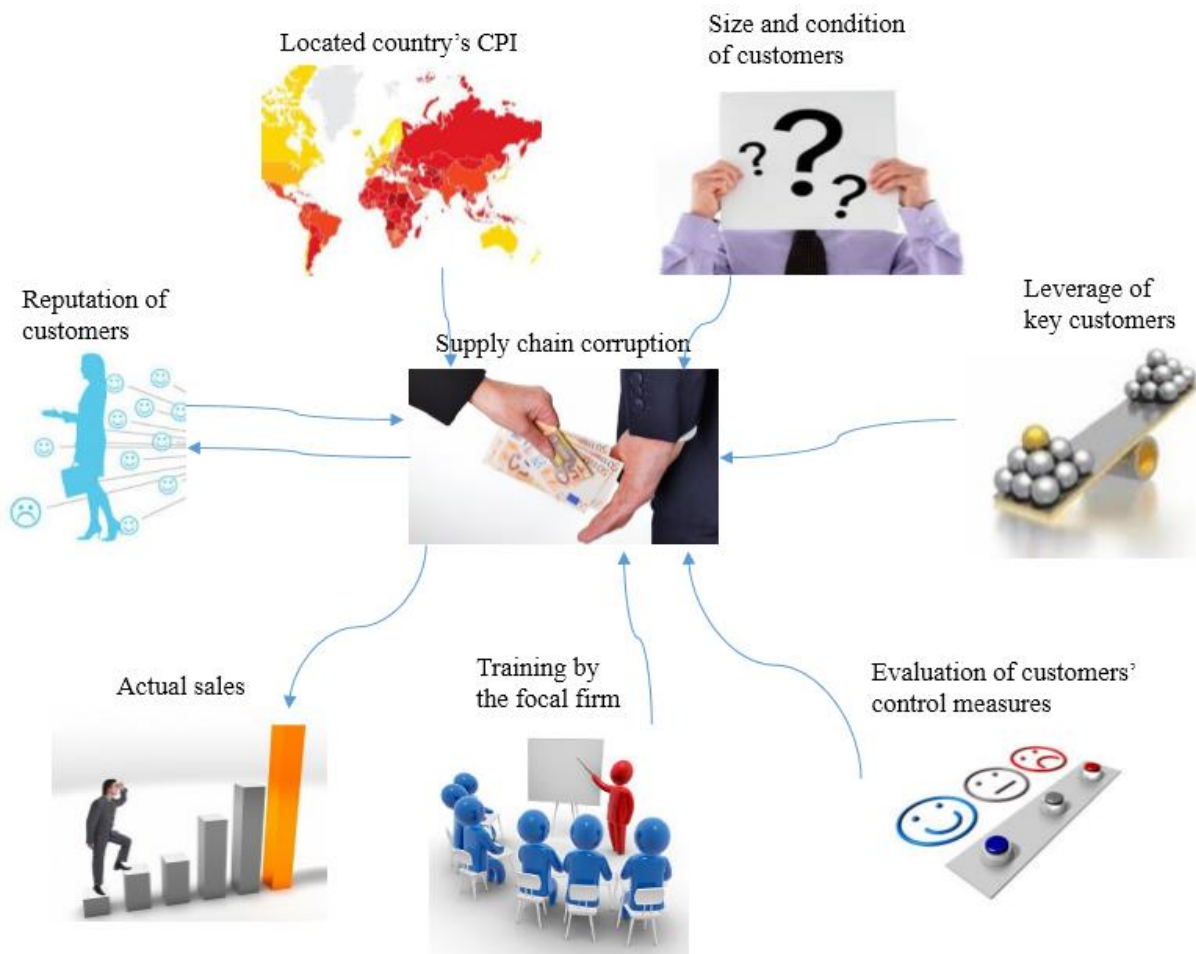 Located country’s CPI
Size and condition
of customers
? ? ?
Reputation of
customers
Leverage of
key customers
Supply chain corruption
Actual sales
Training by
the focal firm
Evaluation of customers’
control measures